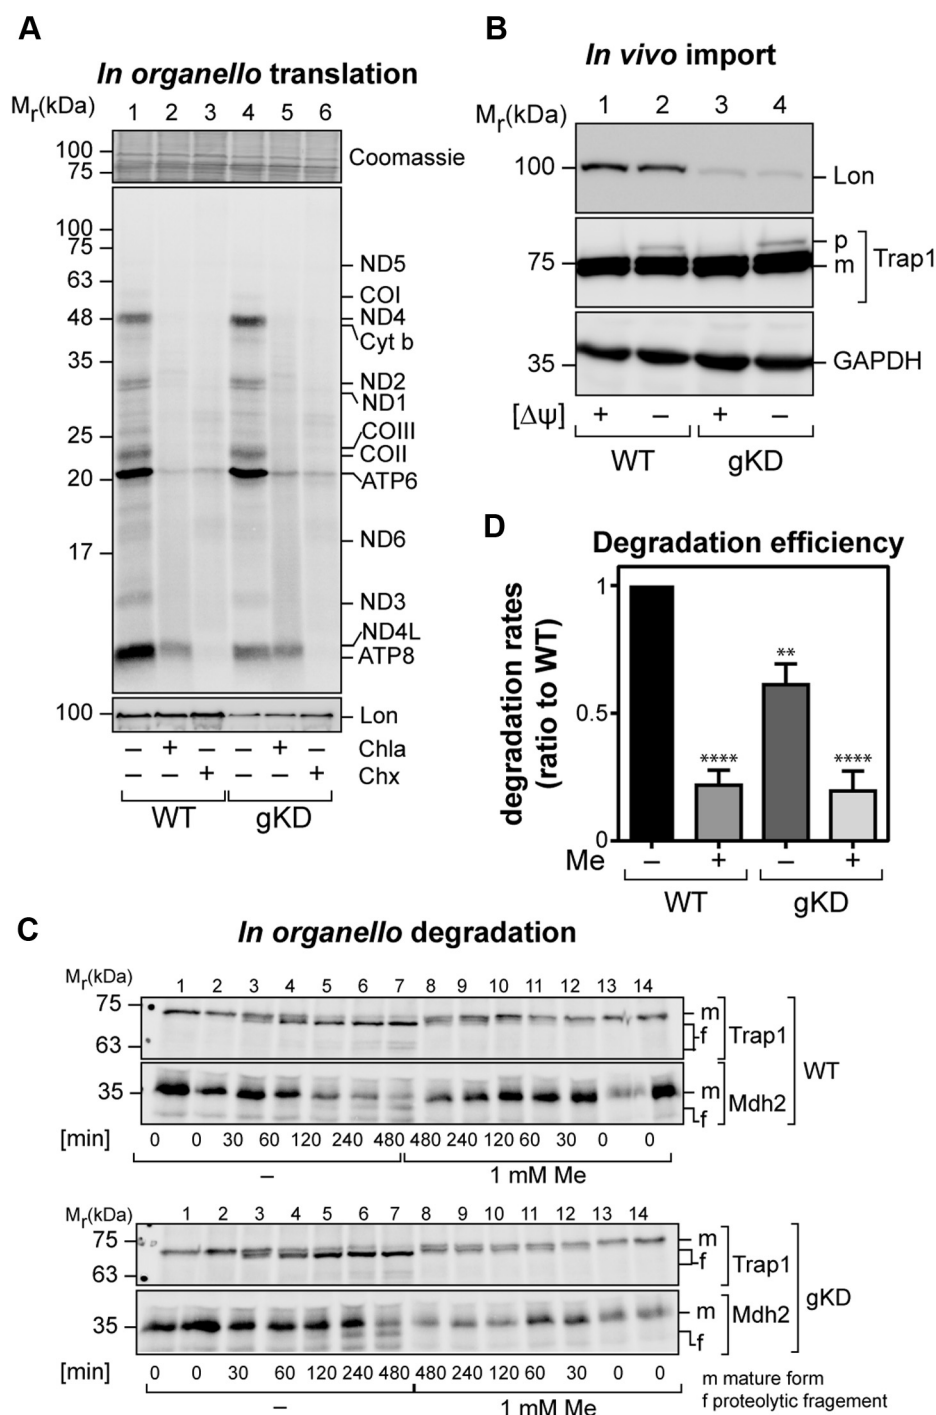 A
In organello translation
Mr(kDa) 1 2 3 4 5 6
100
75
Coomassie
100
75
63
48
35
25
20
17
ND5
COI
ND4
Cyt b
ND2
ND1
COIII
COII
ATP6
ND6
ND3
ND4L
ATP8
100
Lon
– + – – + – Chla
– – + – – + Chx
WT gKD
B
In vivo import
Mr(kDa) 1 2 3 4
100
Lon
75
p
m
Trap1
35
GAPDH
[Δψ] + – + –
WT gKD
D
Degradation efficiency
degradation rates
(ratio to WT)
1
0.5
0
****
**
****
Me – + – +
WT gKD
C
In organello degradation
Mr(kDa) 1 2 3 4 5 6 7 8 9 10 11 12 13 14
75
63
m
f
Trap1
35
m
f
Mdh2
WT
[min] 0 0 30 60 120 240 480 480 240 120 60 30 0 0
– 1 mM Me
Mr(kDa) 1 2 3 4 5 6 7 8 9 10 11 12 13 14
75
63
m
f
Trap1
35
m
f
Mdh2
gKD
[min] 0 0 30 60 120 240 480 480 240 120 60 30 0 0
– 1 mM Me
m mature form
f proteolytic fragement